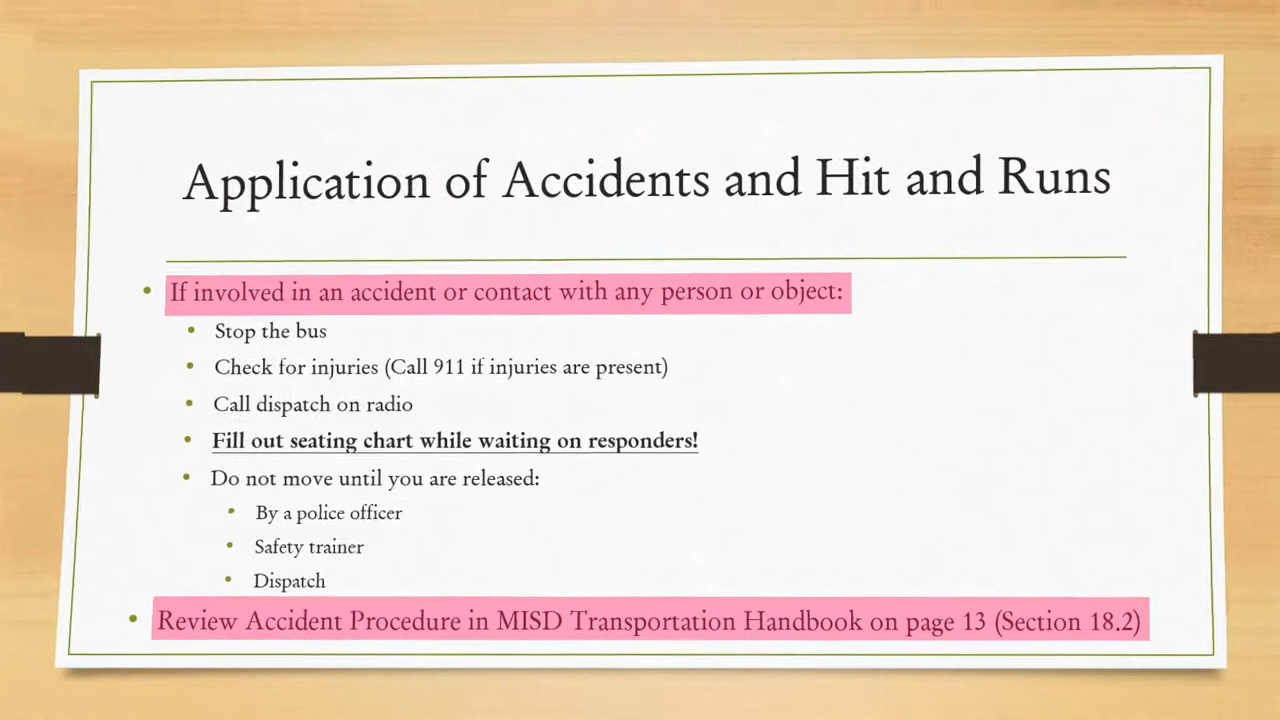 Application of Accidents and Hit and Runs
If involved in an accident or contact with any person or object:
Stop the bus
Check for injuries (Call 911 if injuries are present)
Call dispatch on radio
Fill out seating chart while waiting on responders!
Do not move until you are released:
By a police officer
Safety trainer
Dispatch
Review Accident Procedure in MISD Transportation Handbook on page 13 (Section 18.2)